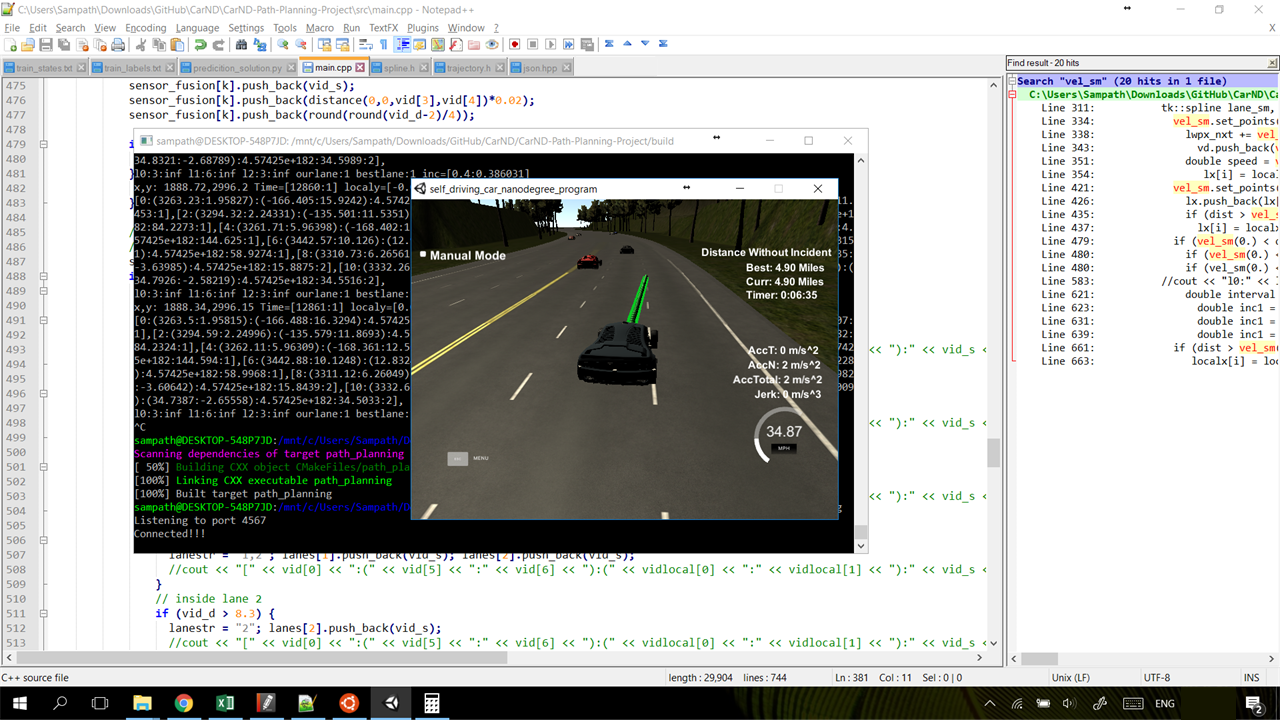 C:\Users\Sampath\Downloads\GitHub\CarND\CarND-Path-Planning-Project\src\main.cpp - Notepad++
File Edit Search View Encoding Language Settings Tools Macro Run TextFX Plugins Window ?
train_states.txt train_labels.txt predicition_solution.py main.cpp spline.h trajectory.h json.hpp
475 sensor_fusion[k].push_back(vid_s);
476 sensor_fusion[k].push_back(distance(0,0,vid[3],vid[4])*0.02);
477 sensor_fusion[k].push_back(round(round(vid_d-2)/4));
478
479
480
481
482
483
484
485
486
487
488
489
490
491
492
493 << "):" << vid_s <
494
495
496
497
498 << "):" << vid_s <
499
500
501
502
503 << "):" << vid_s <
504
505
506
507 lanestr = "1,2"; lanes[1].push_back(vid_s); lanes[2].push_back(vid_s);
508 //cout << "[" << vid[0] << ":(" << vid[5] << ":" << vid[6] << "):(" << vidlocal[0] << ":" << vidlocal[1] << "):" << vid_s <
509 }
510 // inside lane 2
511 if (vid_d > 8.3) {
512 lanestr = "2"; lanes[2].push_back(vid_s);
513 //cout << "[" << vid[0] << ":(" << vid[5] << ":" << vid[6] << "):(" << vidlocal[0] << ":" << vidlocal[1] << "):" << vid_s <
sampath@DESKTOP-548P7JD: /mnt/c/Users/Sampath/Downloads/GitHub/CarND/CarND-Path-Planning-Project/build
34.8321:-2.68789):4.57425e+182:34.5989:2],
l0:3:inf l1:6:inf l2:3:inf ourlane:1 bestlane:1 inc=[0.4:0.386031]
x,y: 1888.72,2996.2 Time=[12860:1] localy=[-0.
[0:(3263.23:1.95827):(-166.405:15.9242):4.5742
453:1],[2:(3294.32:2.24331):(-135.501:11.5351)
82:84.2273:1],[4:(3261.71:5.96398):(-168.402:1
57425e+182:144.625:1],[6:(3442.57:10.126):(12.
e+182:58.9274:1],[8:(3310.73:6.26561
-3.63985):4.57425e+182:15.8875:2],[10:(3332.26
34.7926:-2.58219):4.57425e+182:34.5516:2],
l0:3:inf l1:6:inf l2:3:inf ourlane:1 bestlane:
x,y: 1888.34,2996.15 Time=[12861:1] localy=[0.
[0:(3263.5:1.95815):(-166.488:16.3294):4.57425
],[2:(3294.59:2.24996):(-135.579:11.8693):4.57
84.2324:1],[4:(3262.11:5.96309):(-168.361:12.5
e+182:144.594:1],[6:(3442.88:10.1248):(12.832
5e+182:58.9968:1],[8:(3311.12:6.26049)
:-3.60642):4.57425e+182:15.8439:2],[10:(3332.6
):(34.7387:-2.65558):4.57425e+182:34.5033:2],
l0:3:inf l1:6:inf l2:3:inf ourlane:1 bestlane:
^C
sampath@DESKTOP-548P7JD:/mnt/c/Users/Sampath/D
Scanning dependencies of target path_planning
[ 50%] Building CXX object CMakeFiles/path_pla
[100%] Linking CXX executable path_planning
[100%] Built target path_planning
sampath@DESKTOP-548P7JD:/mnt/c/Users/Sampath/D
Listening to port 4567
Connected!!!
self_driving_car_nanodegree_program
Manual Mode
Distance Without Incident
Best: 4.90 Miles
Curr: 4.90 Miles
Timer: 0:06:35
AccT: 0 m/s^2
AccN: 2 m/s^2
AccTotal: 2 m/s^2
Jerk: 0 m/s^3
34.87
MPH
MENU
Find result - 20 hits
Search "vel_sm" (20 hits in 1 file)
C:\Users\Sampath\Downloads\GitHub\CarND\Ca
Line 311: tk::spline lane_sm,
Line 334: vel_sm.set_points(
Line 338: lwpx_nxt += vel_
Line 343: vd.push_back(v
Line 351: double speed = v
Line 354: lx[i] = local
Line 421: vel_sm.set_points(
Line 426: lx.push_back(lx[
Line 435: if (dist > vel_s
Line 437: lx[i] = local
Line 479: if (vel_sm(0.) < 
Line 480: if (vel_sm(0.) 
Line 480: if (vel_sm(0.) 
Line 583: //cout << "l0:" << l
Line 621: double interval
Line 623: double inc1 =
Line 631: double inc1 =
Line 639: double inc1 =
Line 661: if (dist > vel_sm
Line 663: localx[i] = loc
C++ source file length : 29,904 lines : 744 Ln : 381 Col : 11 Sel : 0 | 0 Unix (LF) UTF-8 INS
ENG
2